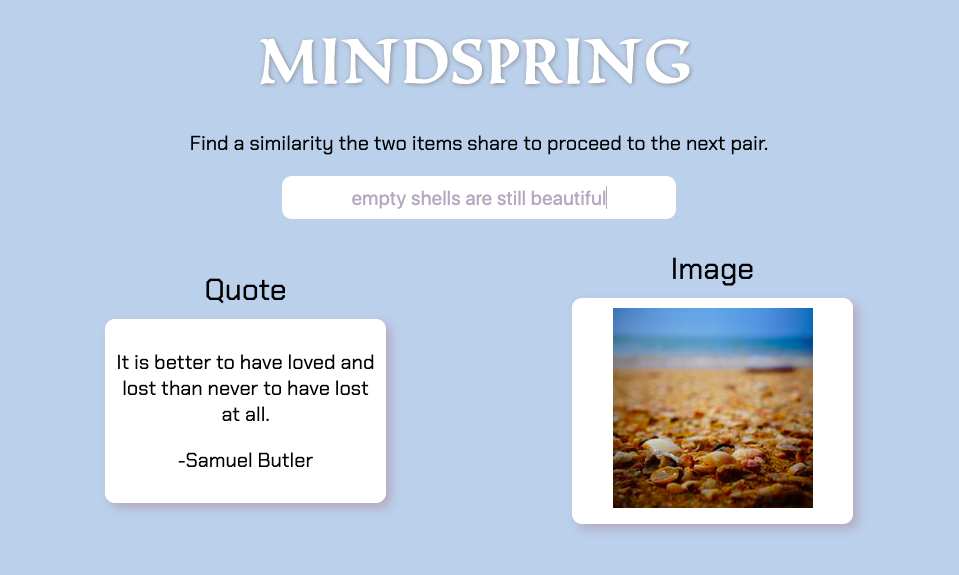 MINDSPRING
Find a similarity the two items share to proceed to the next pair.
empty shells are still beautiful
Quote
It is better to have loved and
lost than never to have lost
at all.
-Samuel Butler
Image